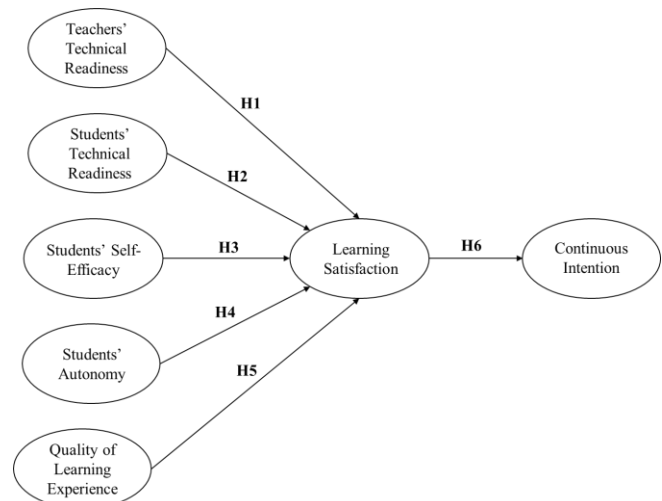 Teachers’
Technical
Readiness
H1
Students’
Technical
Readiness
H2
Students’ Self-
Efficacy
H3
Learning
Satisfaction
H6
Continuous
Intention
H4
Students’
Autonomy
H5
Quality of
Learning
Experience